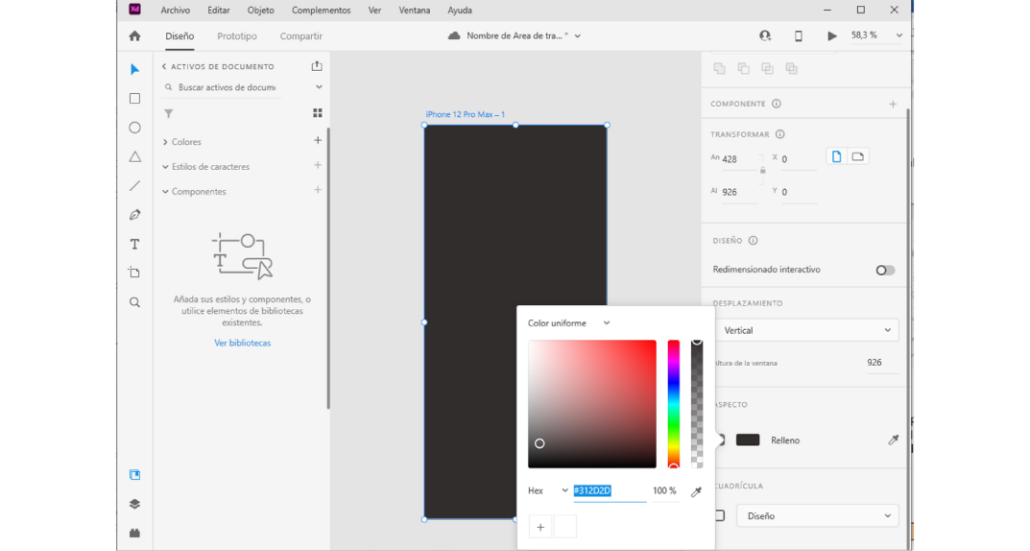 Xd Archivo Editar Objeto Complementos Ver Ventana Ayuda
Diseño Prototipo Compartir
Nombre de Area de tra... *
58,3 %
ACTIVOS DE DOCUMENTO
Buscar activos de docum
Colores
Estilos de caracteres
Componentes
Añada sus estilos y componentes, o
utilice elementos de bibliotecas
existentes.
Ver bibliotecas
iPhone 12 Pro Max – 1
Color uniforme
Hex #312D2D 100 %
COMPONENTE
TRANSFORMAR
An 428 X 0
Al 926 Y 0
DISEÑO
Redimensionado interactivo
DESPLAZAMIENTO
Vertical
ltura de la ventana 926
ASPECTO
Relleno
CUADRÍCULA
Diseño